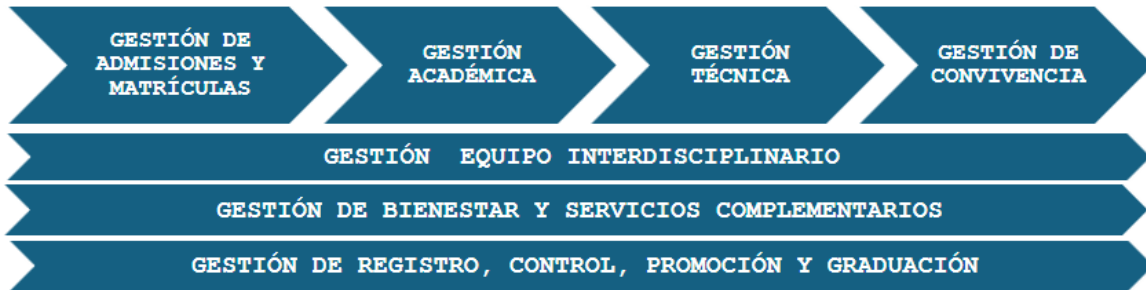 GESTIÓN DE
ADMISIONES Y
MATRÍCULAS
GESTIÓN
ACADÉMICA
GESTIÓN
TÉCNICA
GESTIÓN DE
CONVIVENCIA
GESTIÓN EQUIPO INTERDISCIPLINARIO
GESTIÓN DE BIENESTAR Y SERVICIOS COMPLEMENTARIOS
GESTIÓN DE REGISTRO, CONTROL, PROMOCIÓN Y GRADUACIÓN